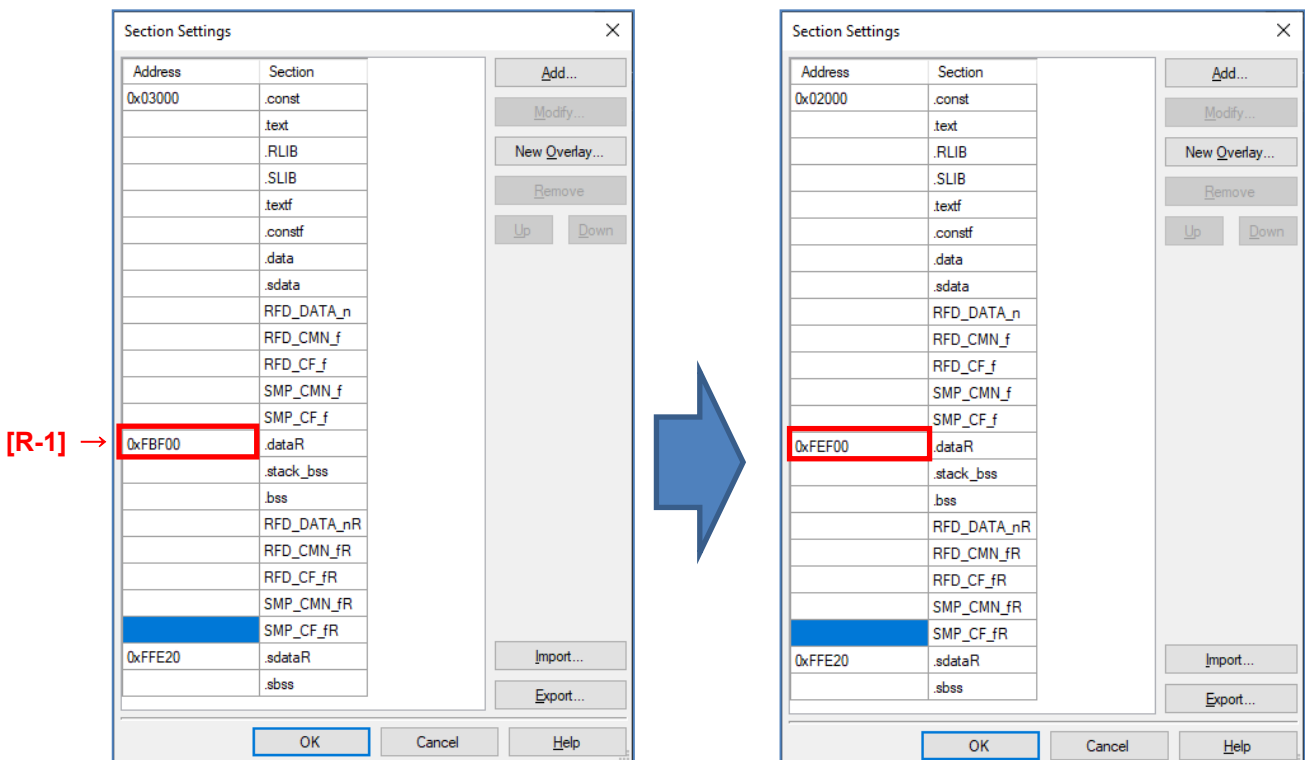 Section Settings
Address Section
0x03000 .const
.text
.RLIB
.SLIB
.textf
.constf
.data
.sdata
RFD_DATA_n
RFD_CMN_f
RFD_CF_f
SMP_CMN_f
SMP_CF_f
[R-1] → 0xFBF00 .dataR
.stack_bss
.bss
RFD_DATA_nR
RFD_CMN_fR
RFD_CF_fR
SMP_CMN_fR
SMP_CF_fR
0xFFE20 .sdataR
.sbss
Add...
Modify...
New Overlay...
Remove
Up Down
Import...
Export...
OK Cancel Help
Section Settings
Address Section
0x02000 .const
.text
.RLIB
.SLIB
.textf
.constf
.data
.sdata
RFD_DATA_n
RFD_CMN_f
RFD_CF_f
SMP_CMN_f
SMP_CF_f
0xFEF00 .dataR
.stack_bss
.bss
RFD_DATA_nR
RFD_CMN_fR
RFD_CF_fR
SMP_CMN_fR
SMP_CF_fR
0xFFE20 .sdataR
.sbss
Add...
Modify...
New Overlay...
Remove
Up Down
Import...
Export...
OK Cancel Help